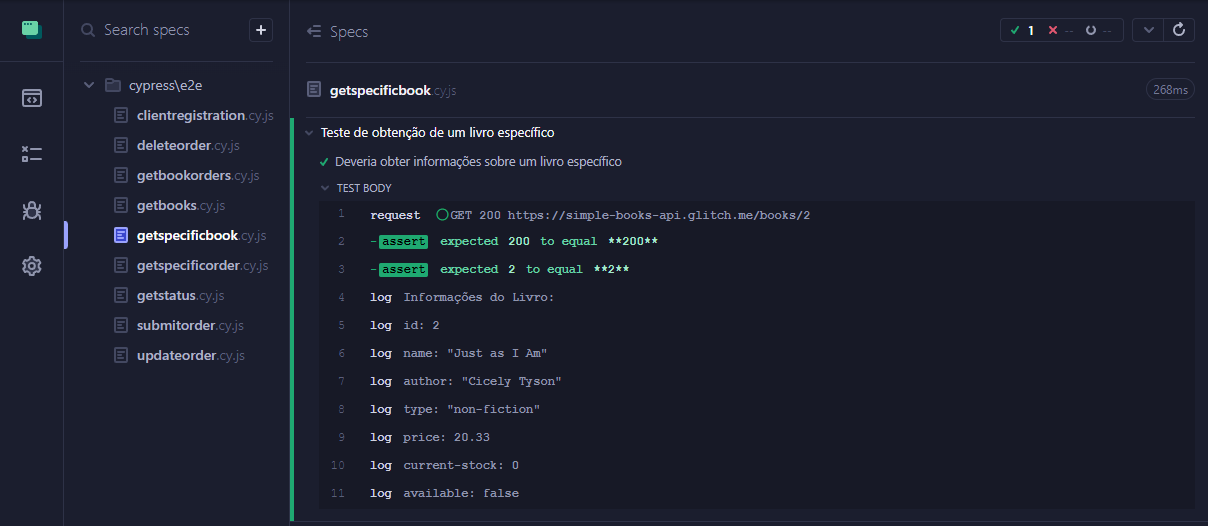 Search specs
+
cypress\e2e
clientregistration.cy.js
deleteorder.cy.js
getbookorders.cy.js
getbooks.cy.js
getspecificbook.cy.js
getspecificorder.cy.js
getstatus.cy.js
submitorder.cy.js
updateorder.cy.js
Specs
1 -- --
getspecificbook.cy.js 268ms
Teste de obtenção de um livro específico
Deveria obter informações sobre um livro específico
TEST BODY
1 request GET 200 https://simple-books-api.glitch.me/books/2
2 -assert expected 200 to equal **200**
3 -assert expected 2 to equal **2**
4 log Informações do Livro:
5 log id: 2
6 log name: "Just as I Am"
7 log author: "Cicely Tyson"
8 log type: "non-fiction"
9 log price: 20.33
10 log current-stock: 0
11 log available: false